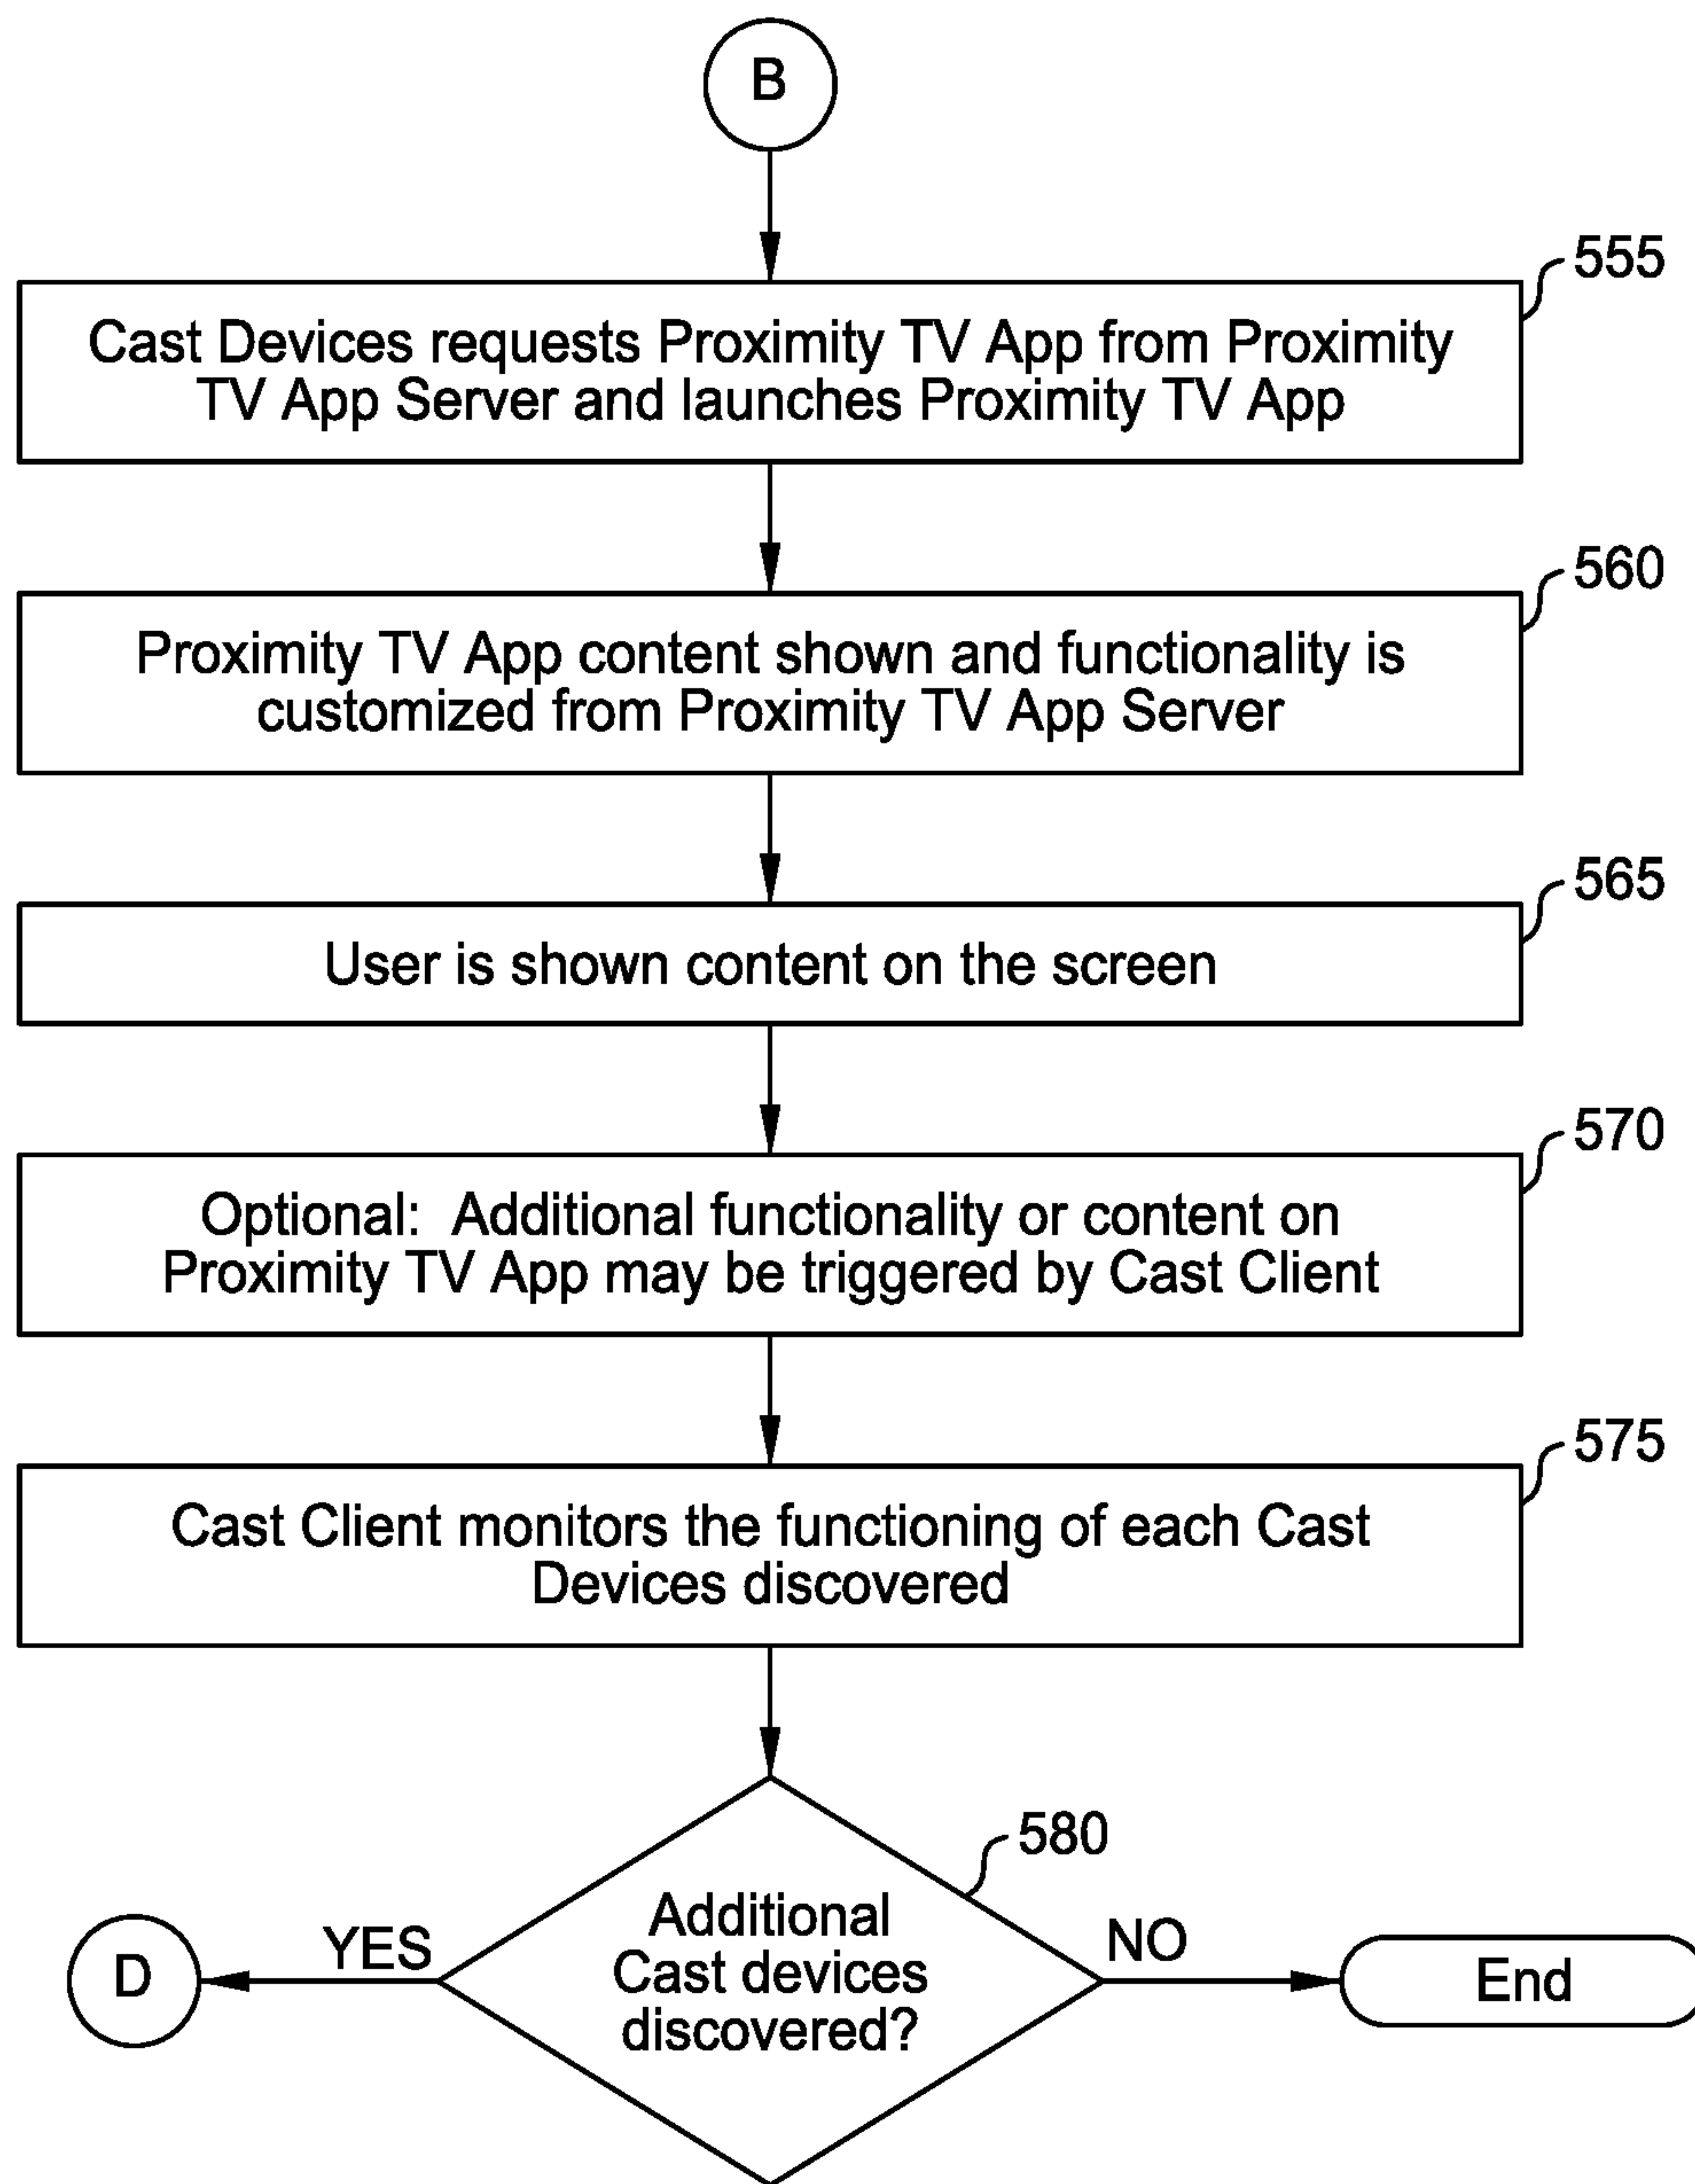 B
555
Cast Devices requests Proximity TV App from Proximity
TV App Server and launches Proximity TV App
560
Proximity TV App content shown and functionality is
customized from Proximity TV App Server
565
User is shown content on the screen
570
Optional: Additional functionality or content on
Proximity TV App may be triggered by Cast Client
575
Cast Client monitors the functioning of each Cast
Devices discovered
580
Additional
Cast devices
discovered?
YES
D
NO
End